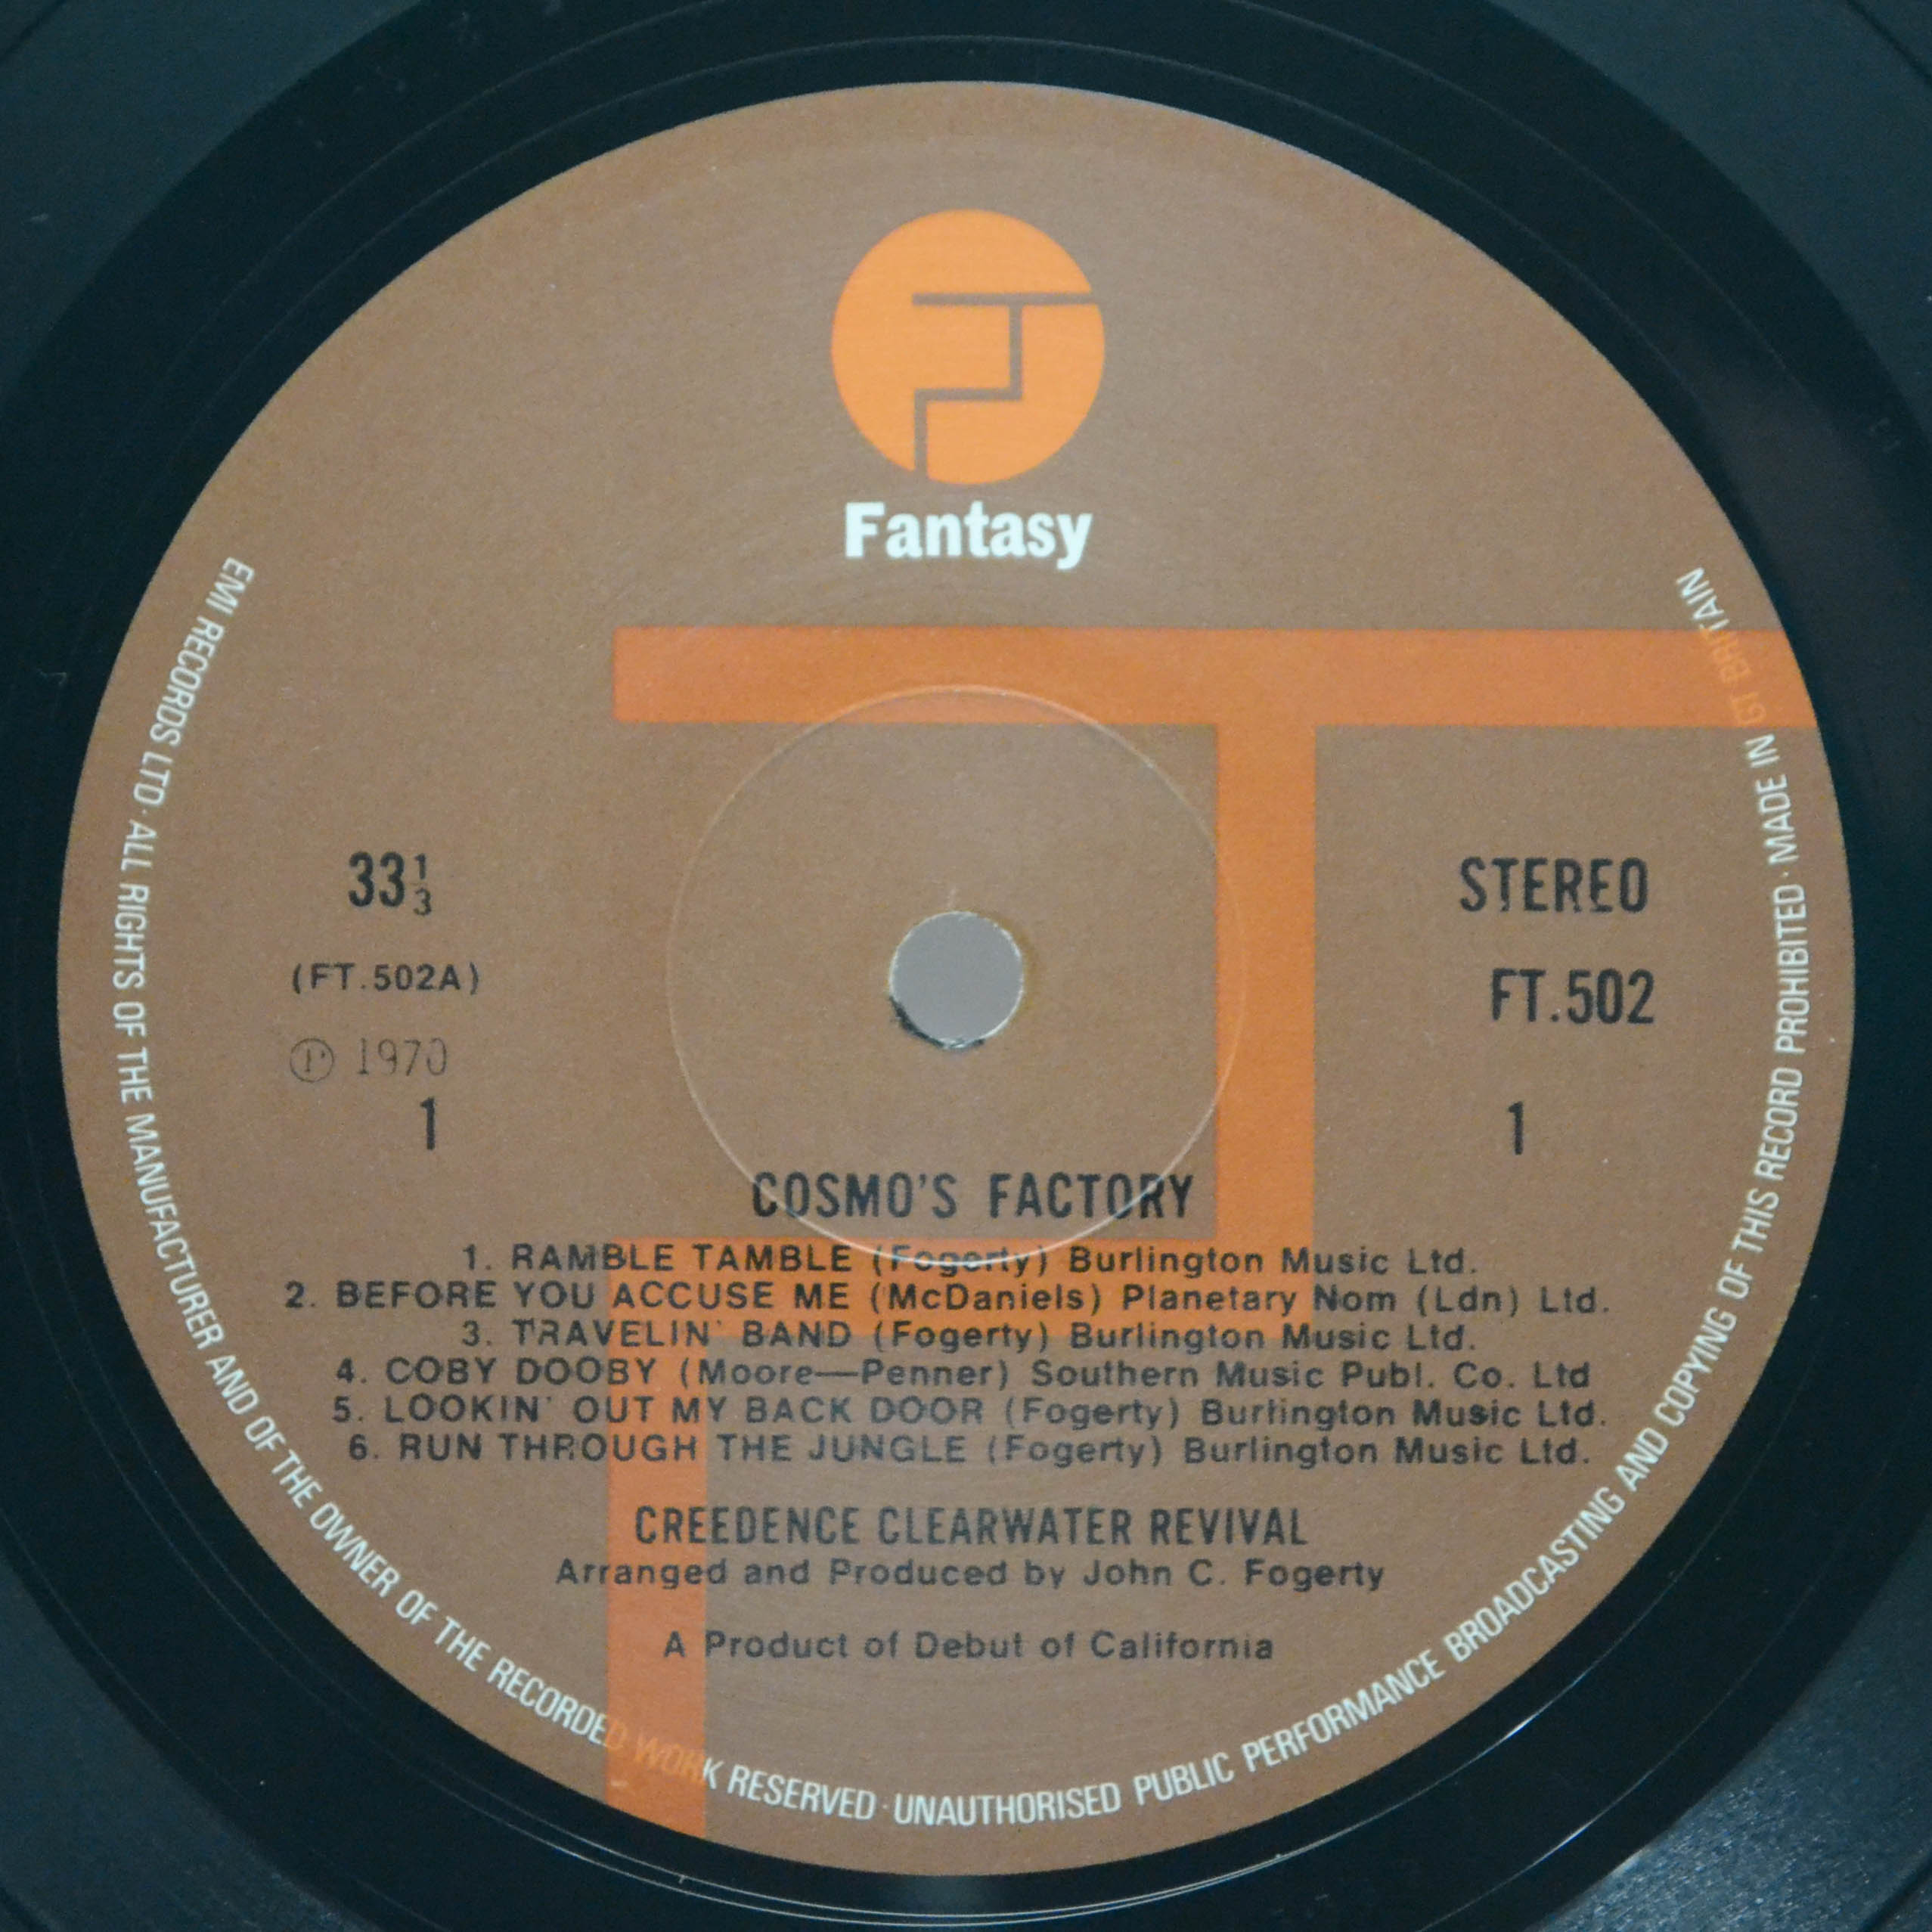 Fantasy
EMI RECORDS LTD · ALL RIGHTS OF THE MANUFACTURER AND OF THE OWNER OF THE RECORDED WORK RESERVED · UNAUTHORISED PUBLIC PERFORMANCE BROADCASTING AND COPYING OF THIS RECORD PROHIBITED · MADE IN GT BRITAIN
33 1/3
STEREO
(FT.502A)
FT.502
Ⓟ 1970
1
1
COSMO'S FACTORY
1. RAMBLE TAMBLE (Fogerty) Burlington Music Ltd.
2. BEFORE YOU ACCUSE ME (McDaniels) Planetary Nom (Ldn) Ltd.
3. TRAVELIN' BAND (Fogerty) Burlington Music Ltd.
4. COBY DOOBY (Moore—Penner) Southern Music Publ. Co. Ltd
5. LOOKIN' OUT MY BACK DOOR (Fogerty) Burlington Music Ltd.
6. RUN THROUGH THE JUNGLE (Fogerty) Burlington Music Ltd.
CREEDENCE CLEARWATER REVIVAL
Arranged and Produced by John C. Fogerty
A Product of Debut of California